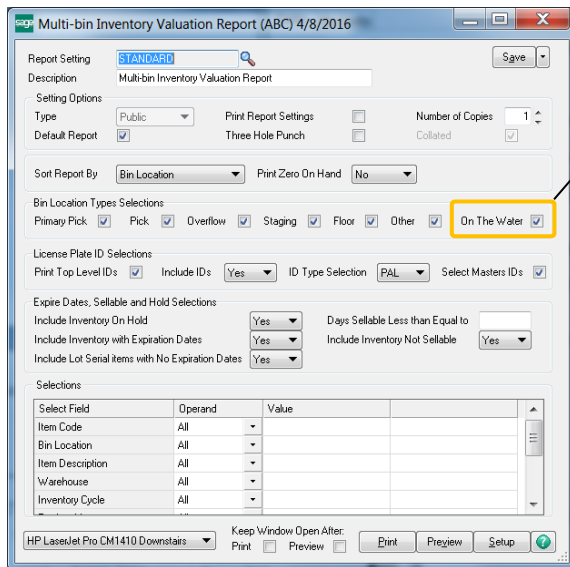 sage Multi-bin Inventory Valuation Report (ABC) 4/8/2016
Report Setting STANDARD Save
Description Multi-bin Inventory Valuation Report
Setting Options
Type Public Print Report Settings Number of Copies 1
Default Report Three Hole Punch Collated
Sort Report By Bin Location Print Zero On Hand No
Bin Location Types Selections
Primary Pick Pick Overflow Staging Floor Other On The Water
License Plate ID Selections
Print Top Level IDs Include IDs Yes ID Type Selection PAL Select Masters IDs
Expire Dates, Sellable and Hold Selections
Include Inventory On Hold Yes Days Sellable Less than Equal to
Include Inventory with Expiration Dates Yes Include Inventory Not Sellable Yes
Include Lot Serial items with No Expiration Dates Yes
Selections
Select Field Operand Value
Item Code All
Bin Location All
Item Description All
Warehouse All
Inventory Cycle All
HP LaserJet Pro CM1410 Downstairs Keep Window Open After: Print Preview Print Preview Setup